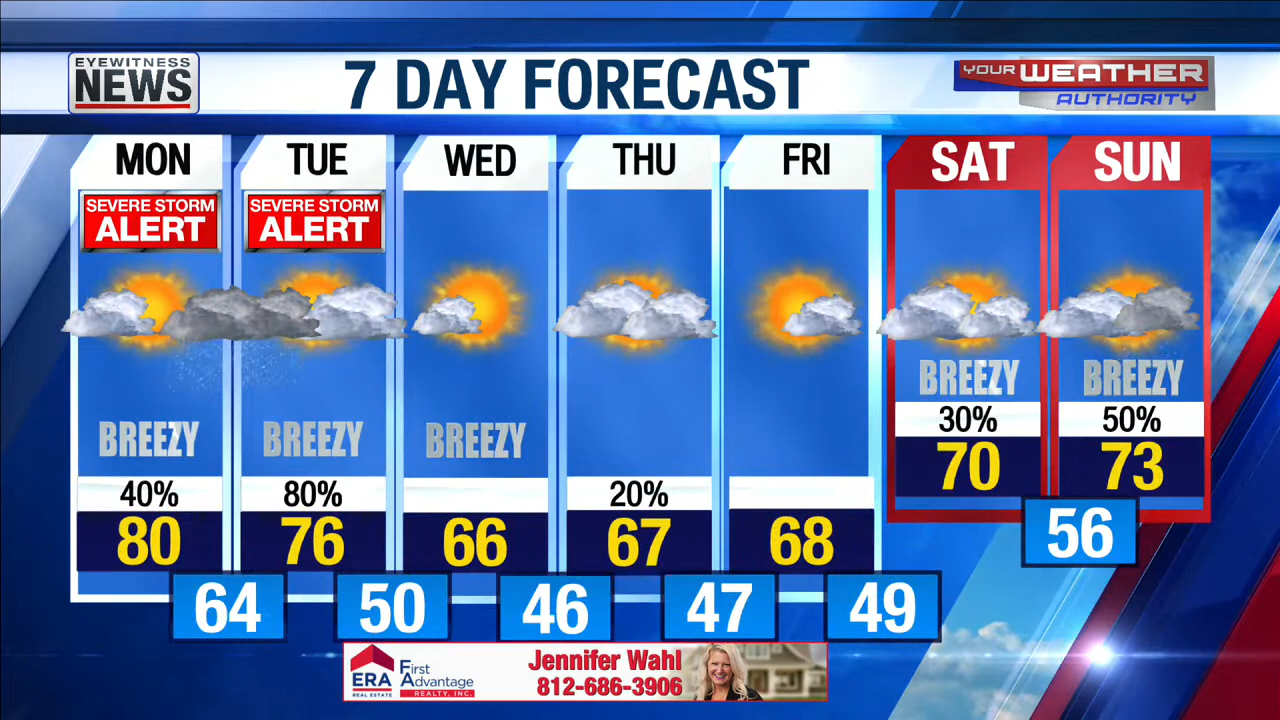 EYEWITNESS
NEWS
7 DAY FORECAST
YOUR WEATHER
AUTHORITY
MON TUE WED THU FRI SAT SUN
SEVERE STORM
ALERT
SEVERE STORM
ALERT
BREEZY BREEZY BREEZY
BREEZY BREEZY
40% 80% 20% 30% 50%
80 76 66 67 68 70 73
64 50 46 47 49 56
ERA
REAL ESTATE
First
Advantage
REALTY, INC.
Jennifer Wahl
812-686-3906